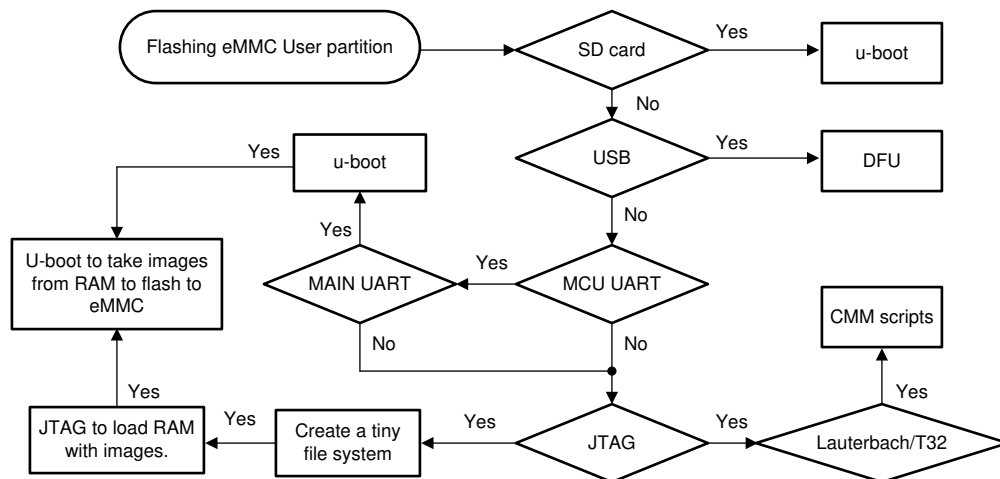 Flashing eMMC User partition
SD card
Yes
u-boot
No
USB
Yes
DFU
No
Yes
u-boot
Yes
MCU UART
Yes
MAIN UART
U-boot to take images
from RAM to flash to
eMMC
No
No
CMM scripts
Yes
Yes
JTAG to load RAM
with images.
Yes
Create a tiny
file system
Yes
JTAG
Yes
Lauterbach/T32